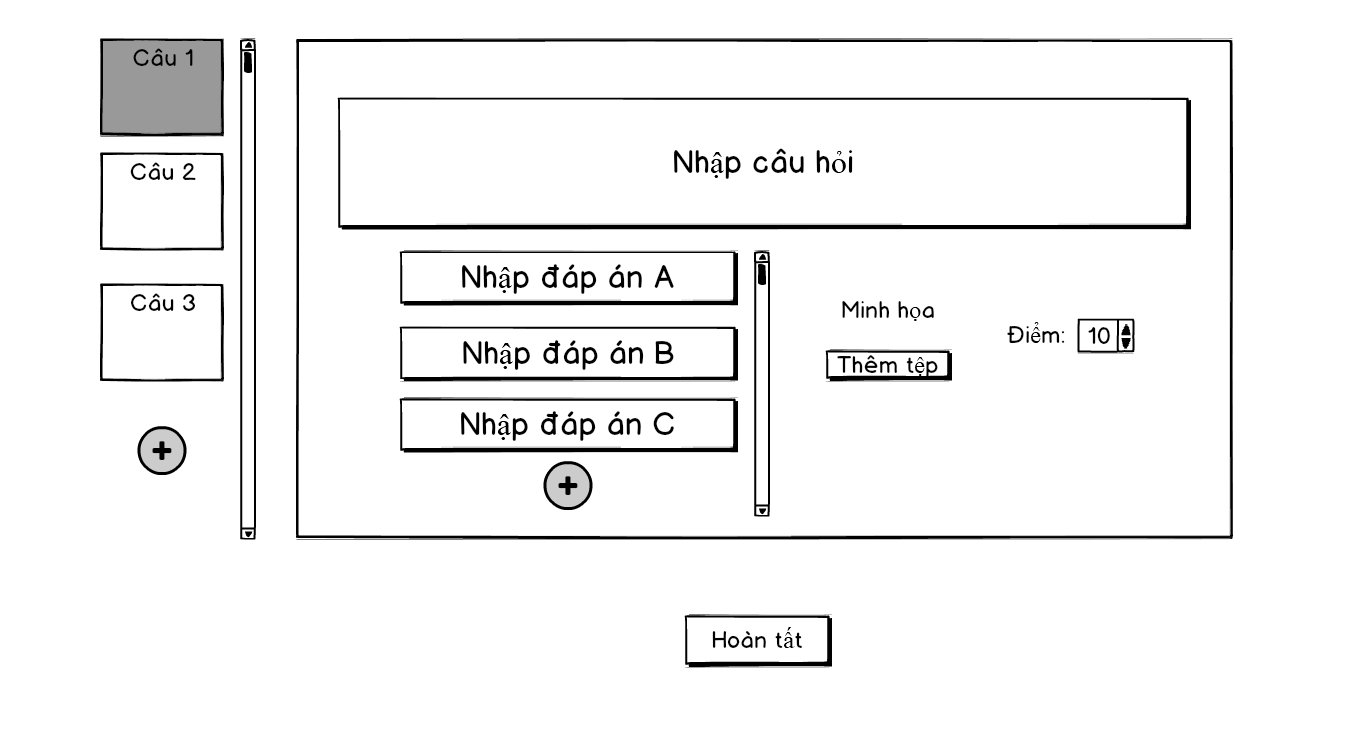 Câu 1
Câu 2
Câu 3
Nhập câu hỏi
Nhập đáp án A
Nhập đáp án B
Nhập đáp án C
Minh họa
Thêm tệp
Điểm: 10
Hoàn tất